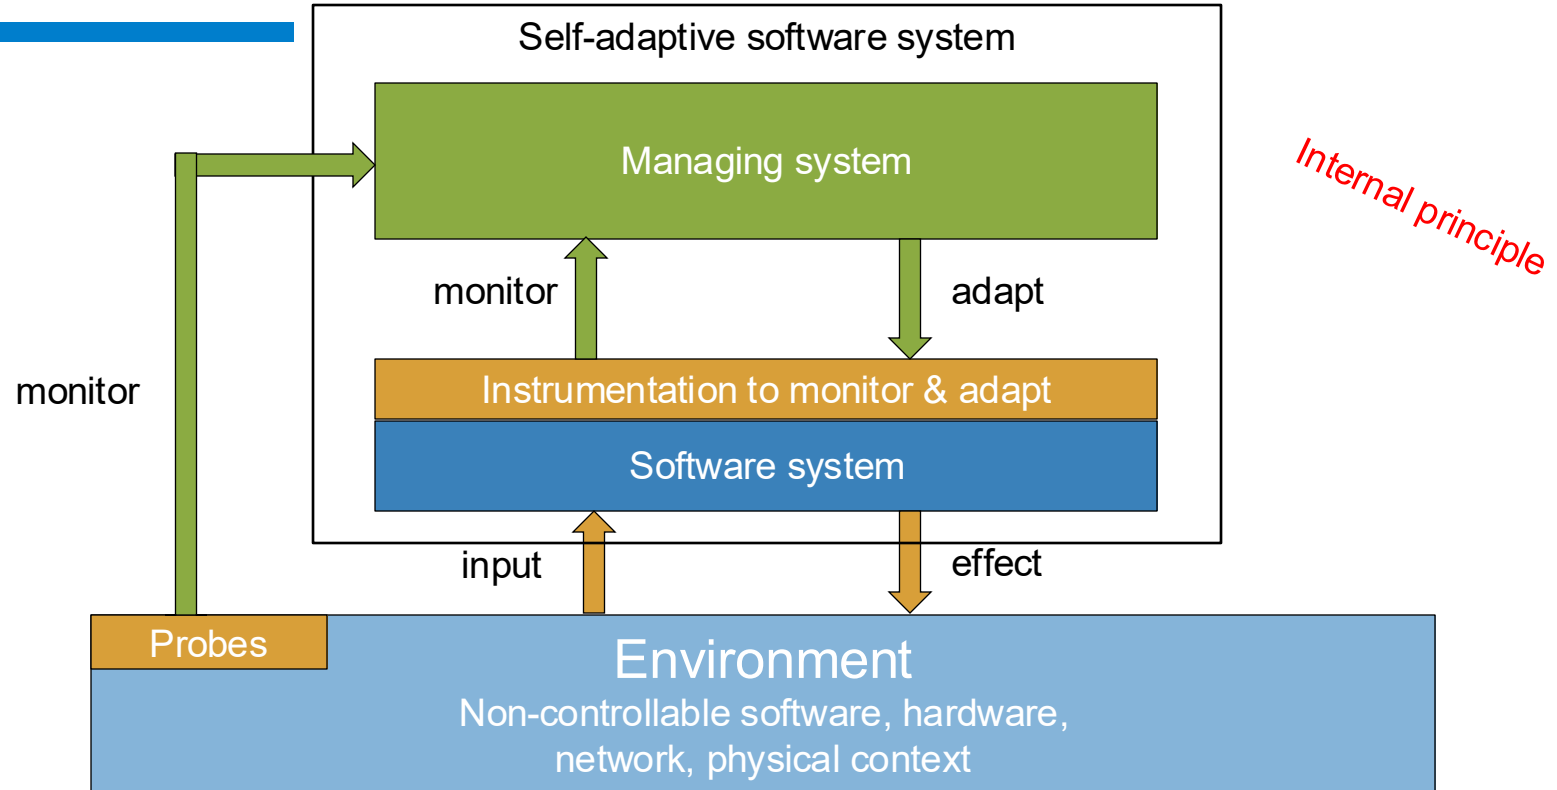 Self-adaptive software system
Managing system
Internal principle
monitor
adapt
monitor
Instrumentation to monitor & adapt
Software system
input
effect
Probes
Environment
Non-controllable software, hardware,
network, physical context